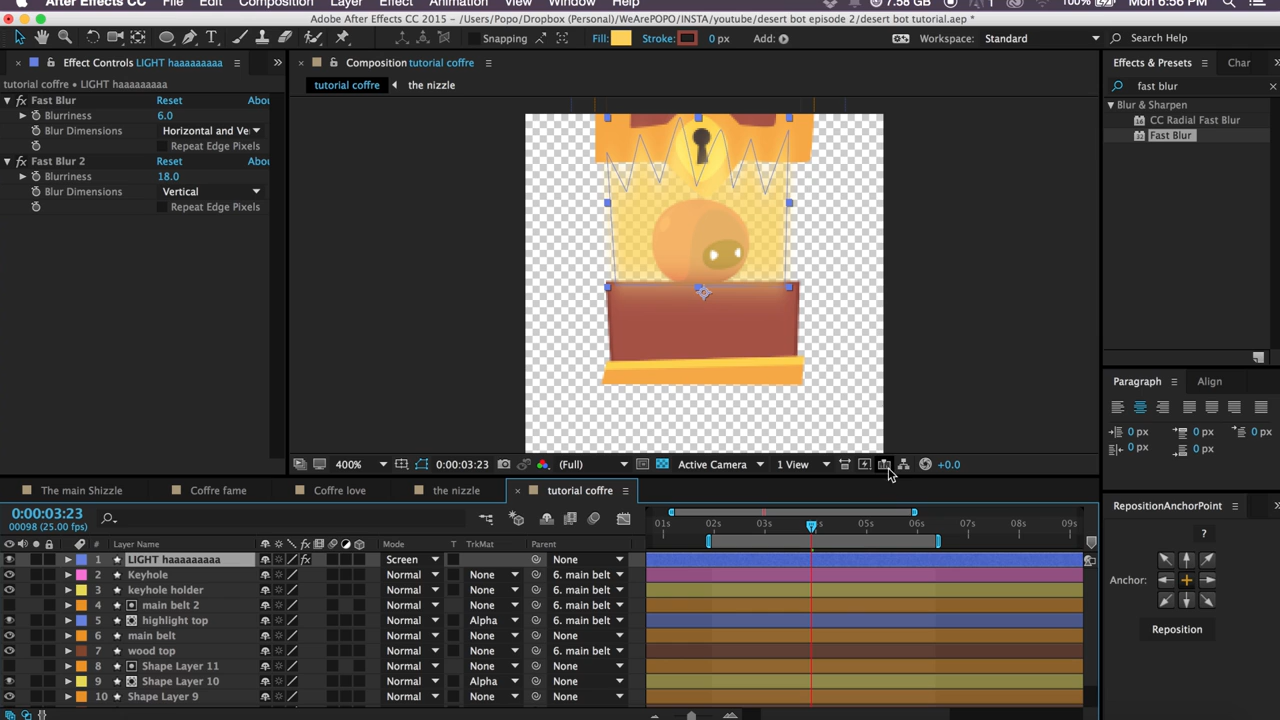 After Effects CC File Edit Composition Layer Effect Animation View Window 7.58 GB 1 100% Mon 6:56 PM
Adobe After Effects CC 2015 - /Users/Popo/Dropbox (Personal)/WeArePOPO/INSTA/youtube/desert bot episode 2/desert bot tutorial.aep *
Snapping Fill: Stroke: 0 px Add: Workspace: Standard Search Help
Effect Controls LIGHT haaaaaaaaa Composition tutorial coffre Effects & Presets Char
tutorial coffre • LIGHT haaaaaaaaa tutorial coffre the nizzle fast blur
fx Fast Blur Reset Abou Blur & Sharpen
Blurriness 6.0 CC Radial Fast Blur
Blur Dimensions Horizontal and Ve Fast Blur
Repeat Edge Pixels
fx Fast Blur 2 Reset Abou
Blurriness 18.0
Blur Dimensions Vertical
Repeat Edge Pixels
Paragraph Align
0 px 0 px 0 px
0 px 0 px
400% 0:00:03:23 (Full) Active Camera 1 View +0.0
The main Shizzle Coffre fame Coffre love the nizzle tutorial coffre
RepositionAnchorPoint
0:00:03:23
00098 (25.00 fps) 01s 02s 03s 4s 05s 06s 07s 08s 09s
?
Layer Name fx Mode T TrkMat Parent
1 LIGHT haaaaaaaaa fx Screen None
2 Keyhole Normal None 6. main belt
Anchor:
3 keyhole holder Normal None 6. main belt
4 main belt 2 Normal None 6. main belt
5 highlight top Normal Alpha 6. main belt
Reposition
6 main belt Normal None None
7 wood top Normal None 6. main belt
8 Shape Layer 11 Normal None None
9 Shape Layer 10 Normal Alpha 6. main belt
10 Shape Layer 9 Normal None None